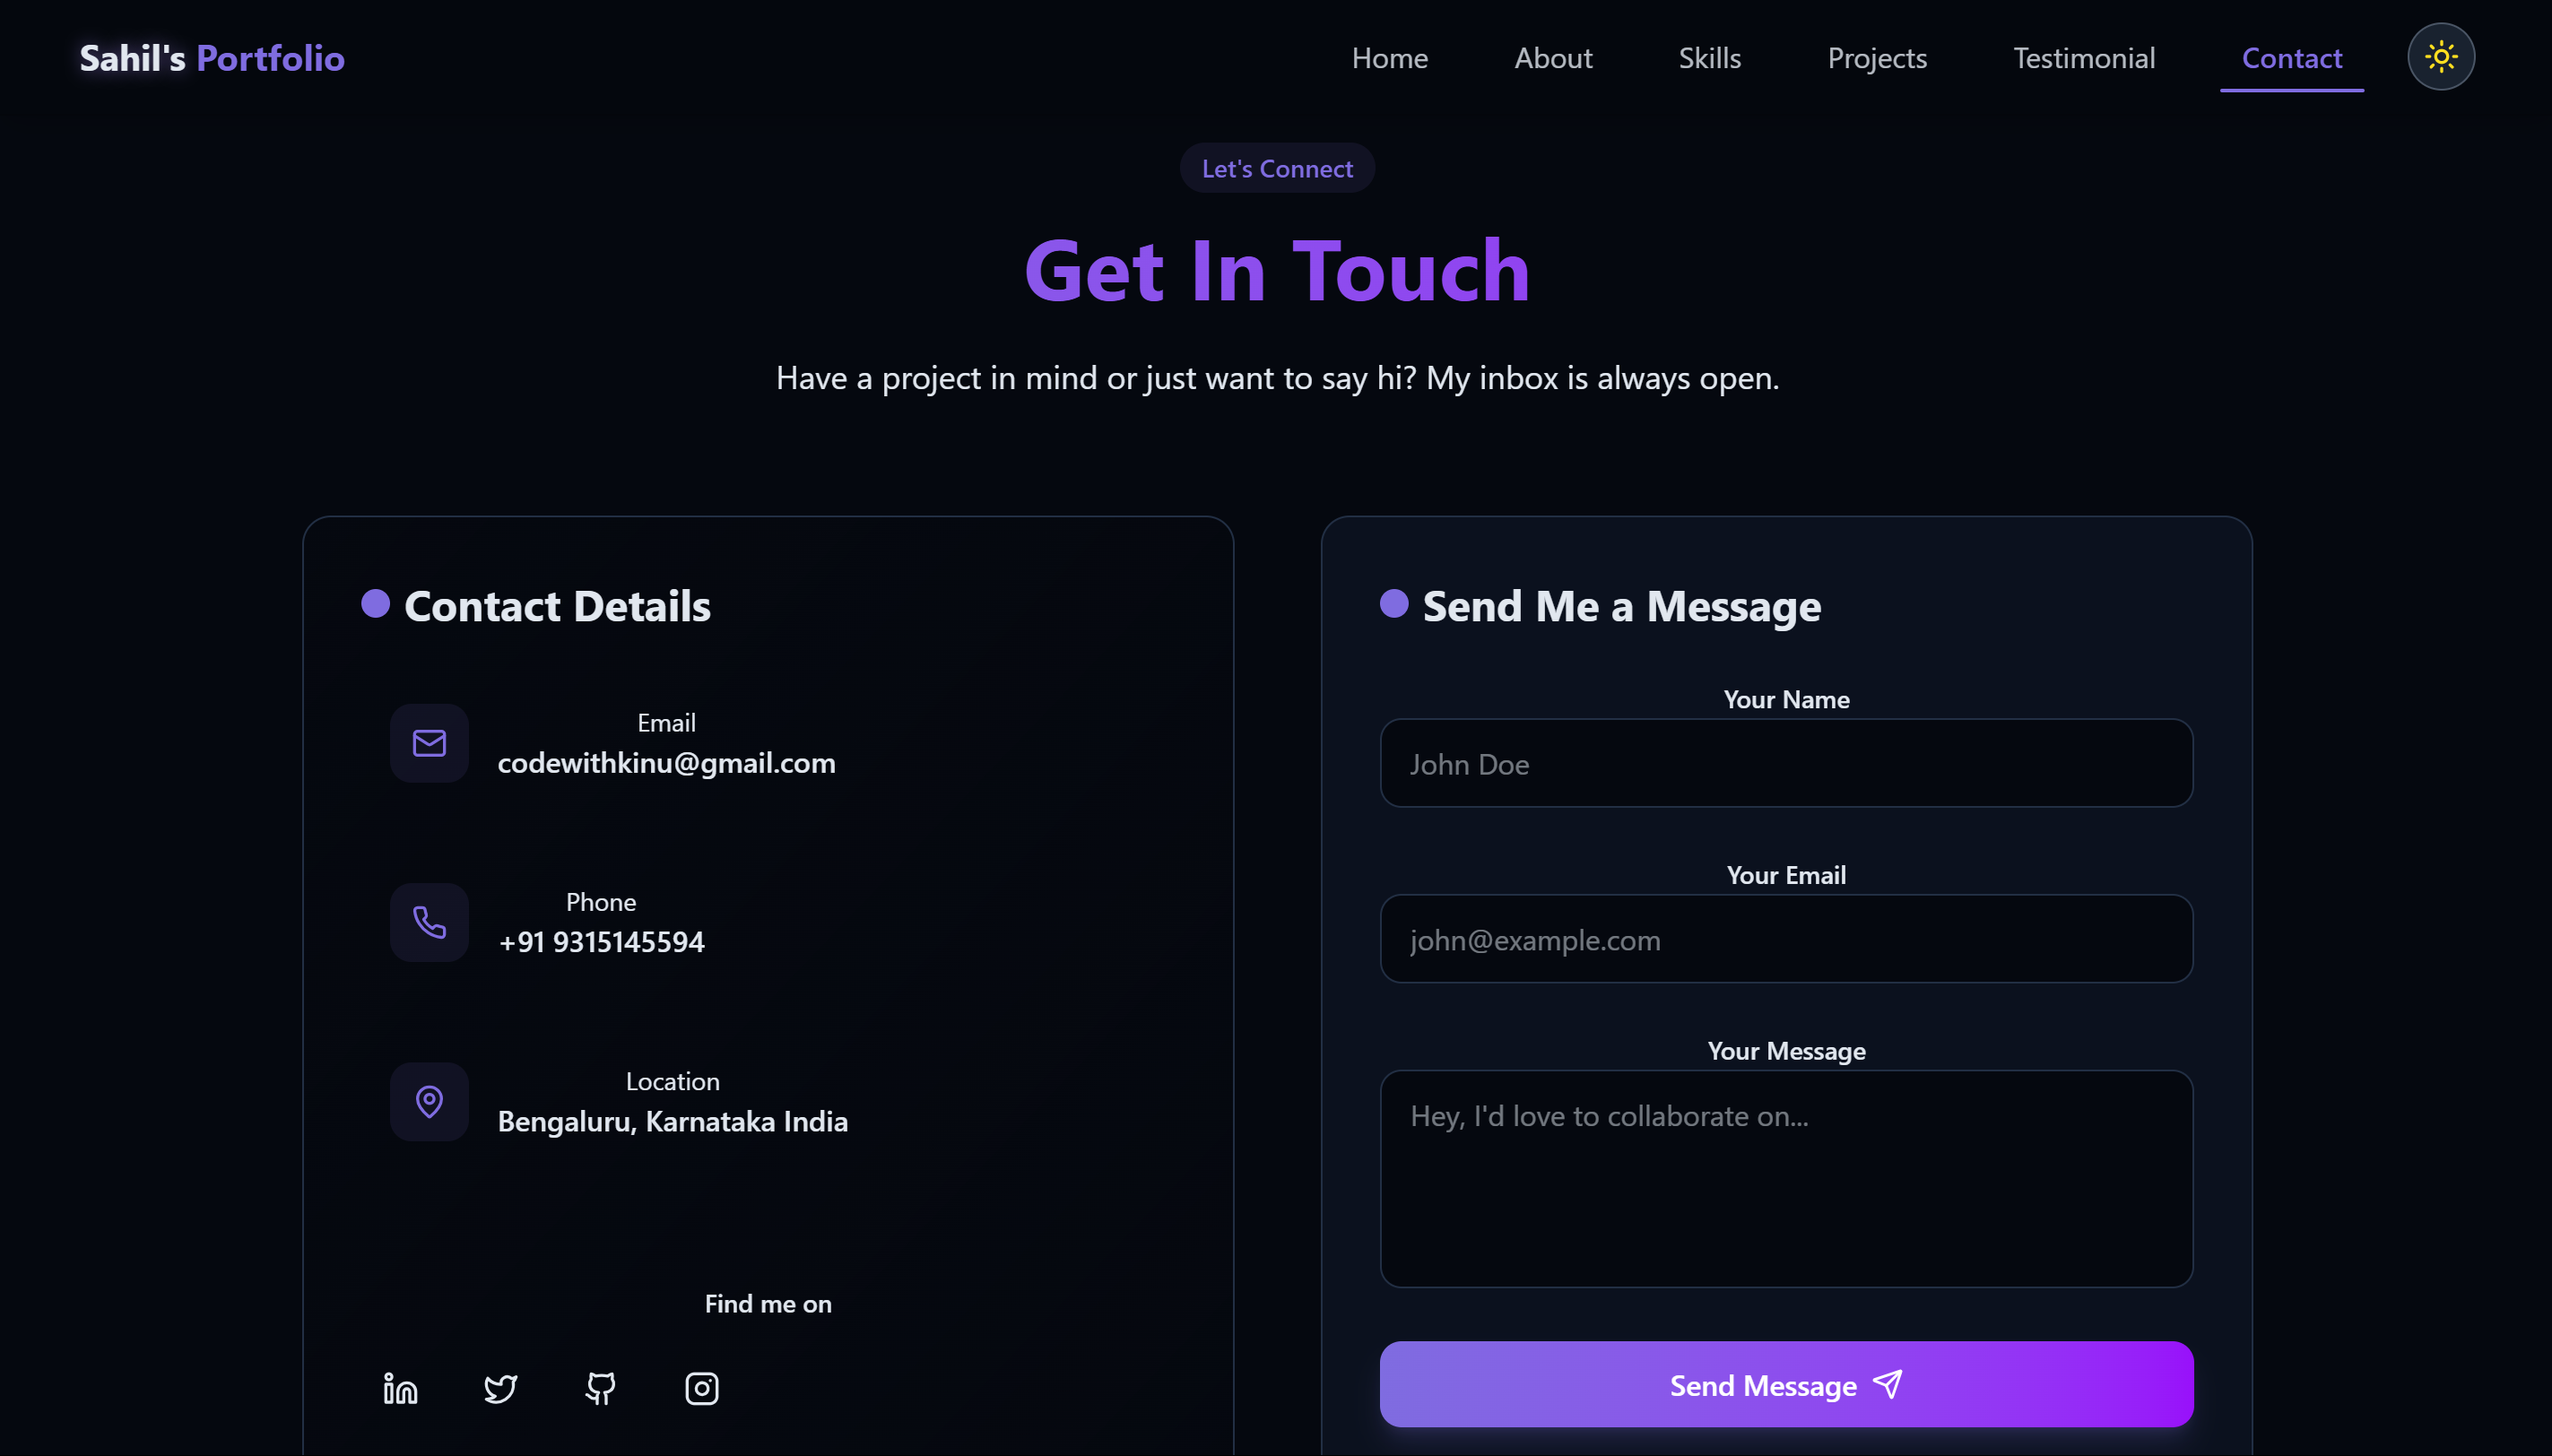 Sahil's Portfolio
Home
About
Skills
Projects
Testimonial
Contact
Let's Connect
Get In Touch
Have a project in mind or just want to say hi? My inbox is always open.
Contact Details
Email
codewithkinu@gmail.com
Phone
+91 9315145594
Location
Bengaluru, Karnataka India
Find me on
Send Me a Message
Your Name
John Doe
Your Email
john@example.com
Your Message
Hey, I'd love to collaborate on...
Send Message